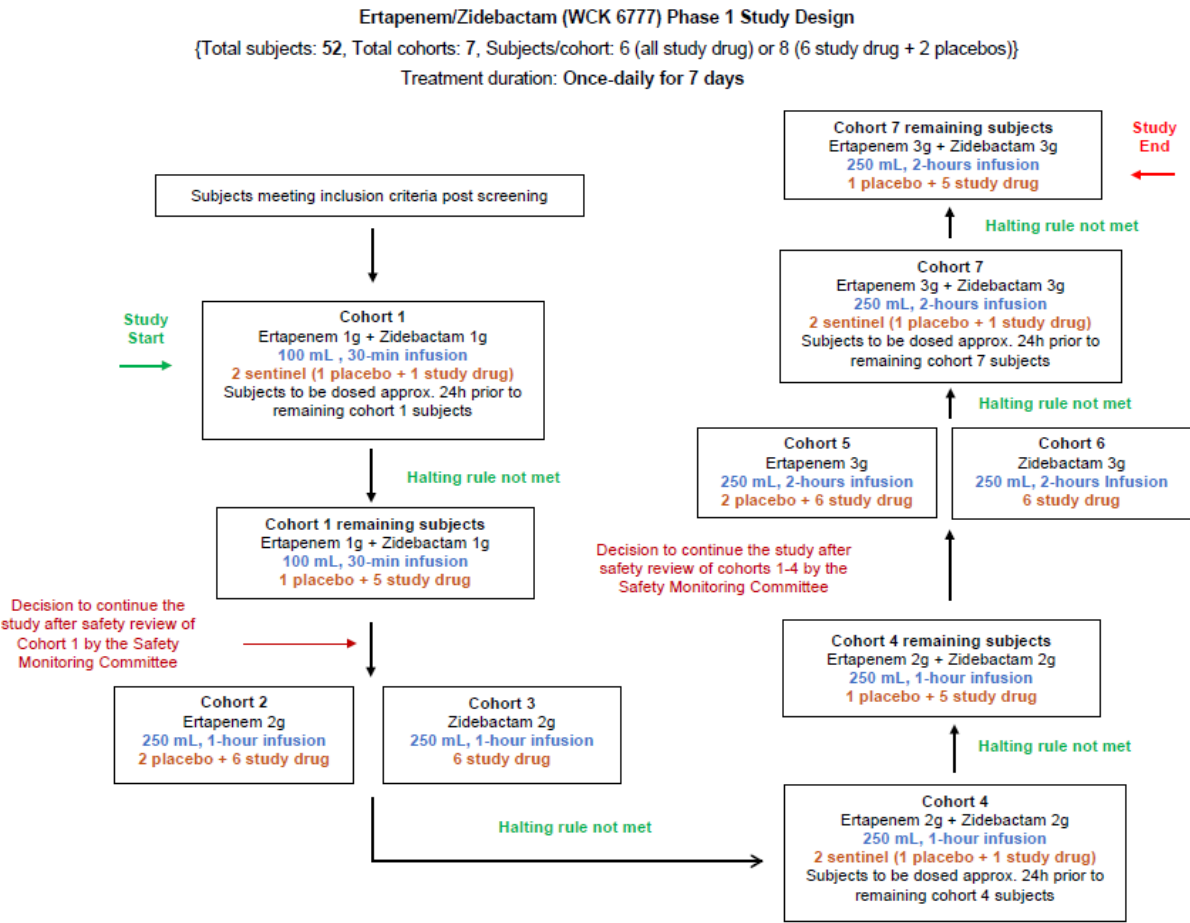 Ertapenem/Zidebactam (WCK 6777) Phase 1 Study Design
{Total subjects: 52, Total cohorts: 7, Subjects/cohort: 6 (all study drug) or 8 (6 study drug + 2 placebos)}
Treatment duration: Once-daily for 7 days
Subjects meeting inclusion criteria post screening
Study
Start
Cohort 1
Ertapenem 1g + Zidebactam 1g
100 mL , 30-min infusion
2 sentinel (1 placebo + 1 study drug)
Subjects to be dosed approx. 24h prior to
remaining cohort 1 subjects
Halting rule not met
Cohort 1 remaining subjects
Ertapenem 1g + Zidebactam 1g
100 mL, 30-min infusion
1 placebo + 5 study drug
Decision to continue the
study after safety review of
Cohort 1 by the Safety
Monitoring Committee
Cohort 2
Ertapenem 2g
250 mL, 1-hour infusion
2 placebo + 6 study drug
Cohort 3
Zidebactam 2g
250 mL, 1-hour infusion
6 study drug
Halting rule not met
Cohort 4
Ertapenem 2g + Zidebactam 2g
250 mL, 1-hour infusion
2 sentinel (1 placebo + 1 study drug)
Subjects to be dosed approx. 24h prior to
remaining cohort 4 subjects
Halting rule not met
Cohort 4 remaining subjects
Ertapenem 2g + Zidebactam 2g
250 mL, 1-hour infusion
1 placebo + 5 study drug
Decision to continue the study after
safety review of cohorts 1-4 by the
Safety Monitoring Committee
Cohort 5
Ertapenem 3g
250 mL, 2-hours infusion
2 placebo + 6 study drug
Cohort 6
Zidebactam 3g
250 mL, 2-hours Infusion
6 study drug
Halting rule not met
Cohort 7
Ertapenem 3g + Zidebactam 3g
250 mL, 2-hours infusion
2 sentinel (1 placebo + 1 study drug)
Subjects to be dosed approx. 24h prior to
remaining cohort 7 subjects
Halting rule not met
Cohort 7 remaining subjects
Ertapenem 3g + Zidebactam 3g
250 mL, 2-hours infusion
1 placebo + 5 study drug
Study
End